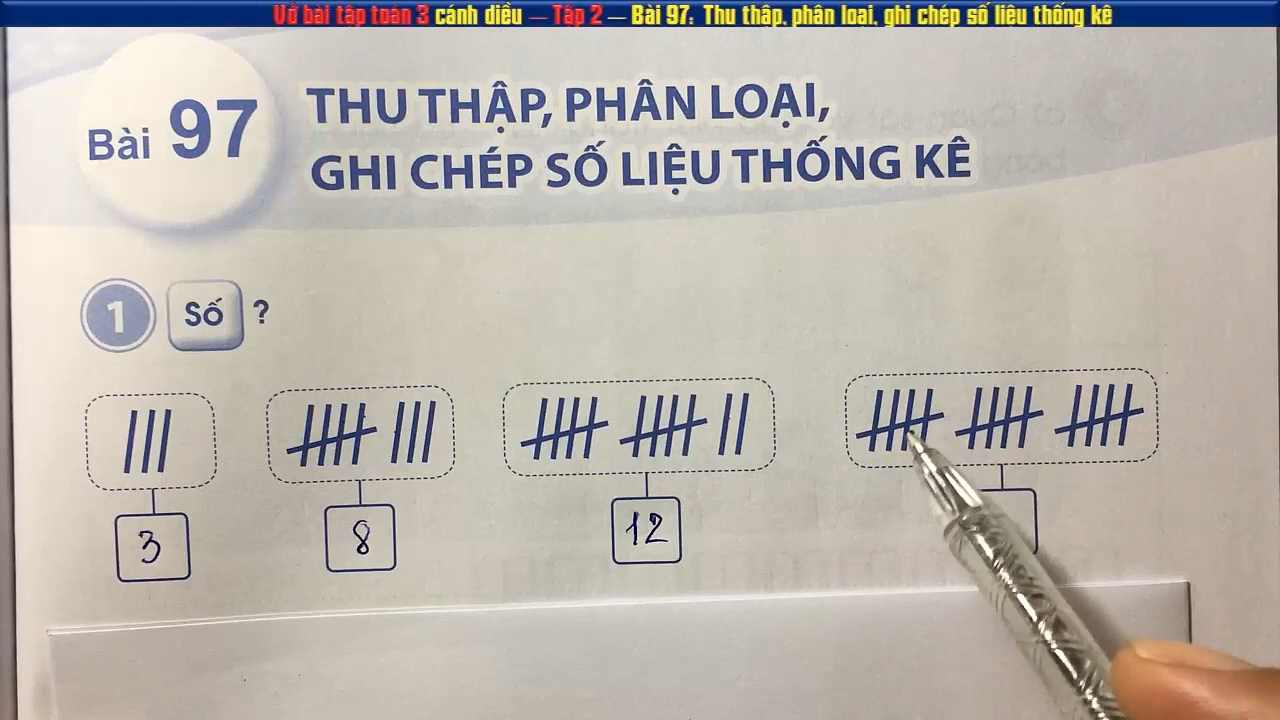 Vở bài tập toán 3 cánh diều – Tập 2 – Bài 97: Thu thập, phân loại, ghi chép số liệu thống kê
Bài 97
THU THẬP, PHÂN LOẠI,
GHI CHÉP SỐ LIỆU THỐNG KÊ
1 Số ?
3 8 12